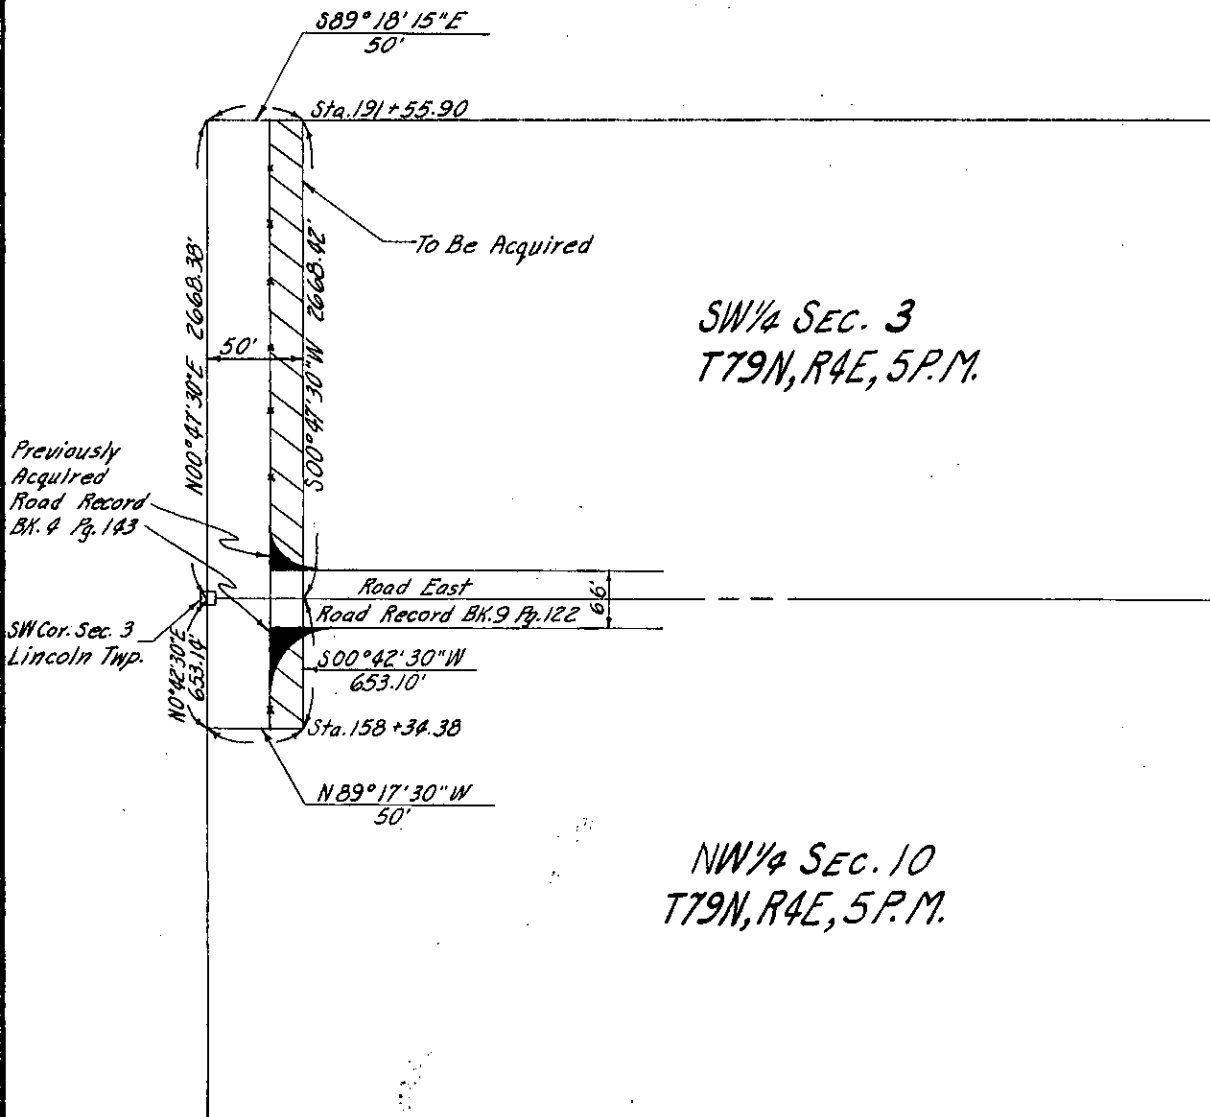 S89°18'15"E
50'
Sta.191+55.90
To Be Acquired
N00°47'30"E 2668.38'
S00°47'30"W 2668.42'
50'
SW¼ SEC. 3
T79N, R4E, 5P.M.
Previously
Acquired
Road Record
BK. 4 Pg. 143
Road East
Road Record BK.9 Pg.122
66'
SW Cor. Sec. 3
Lincoln Twp.
N0°42'30"E
653.14'
S00°42'30"W
653.10'
Sta.158+34.38
N89°17'30"W
50'
NW¼ SEC. 10
T79N, R4E, 5P.M.